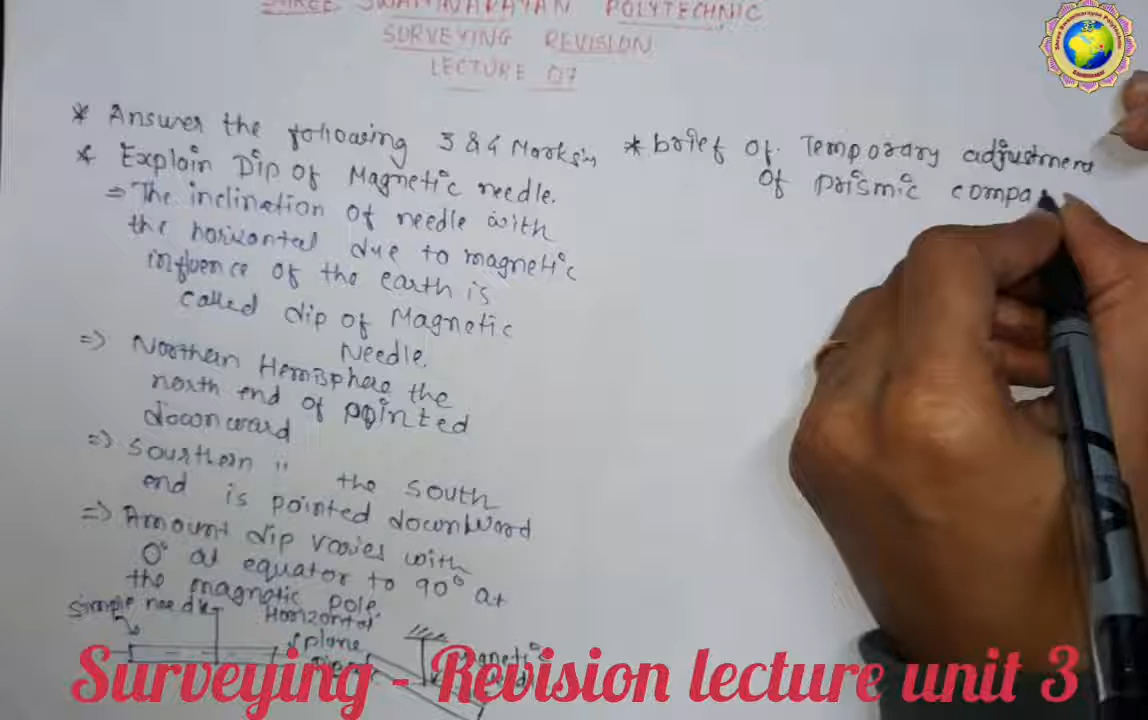 SHREE SWAMINARAYAN POLYTECHNIC
SURVEYING REVISION
LECTURE 07
* Answer the following 3 & 4 Marks'n
* Explain Dip of Magnetic needle.
⇒ The inclination of needle with
the horizontal due to magnetic
influence of the earth is
called dip of Magnetic
Needle.
⇒ Northern Hemisphere the
north end of pointed
downward
⇒ Sourthern " the south
end is pointed downward
⇒ Amount dip varies with
0° at equator to 90° at
the magnetic pole.
simple needle
Horizontal
plane
* brief of Temporary adjustment
of prismic compa
Surveying - Revision lecture unit 3